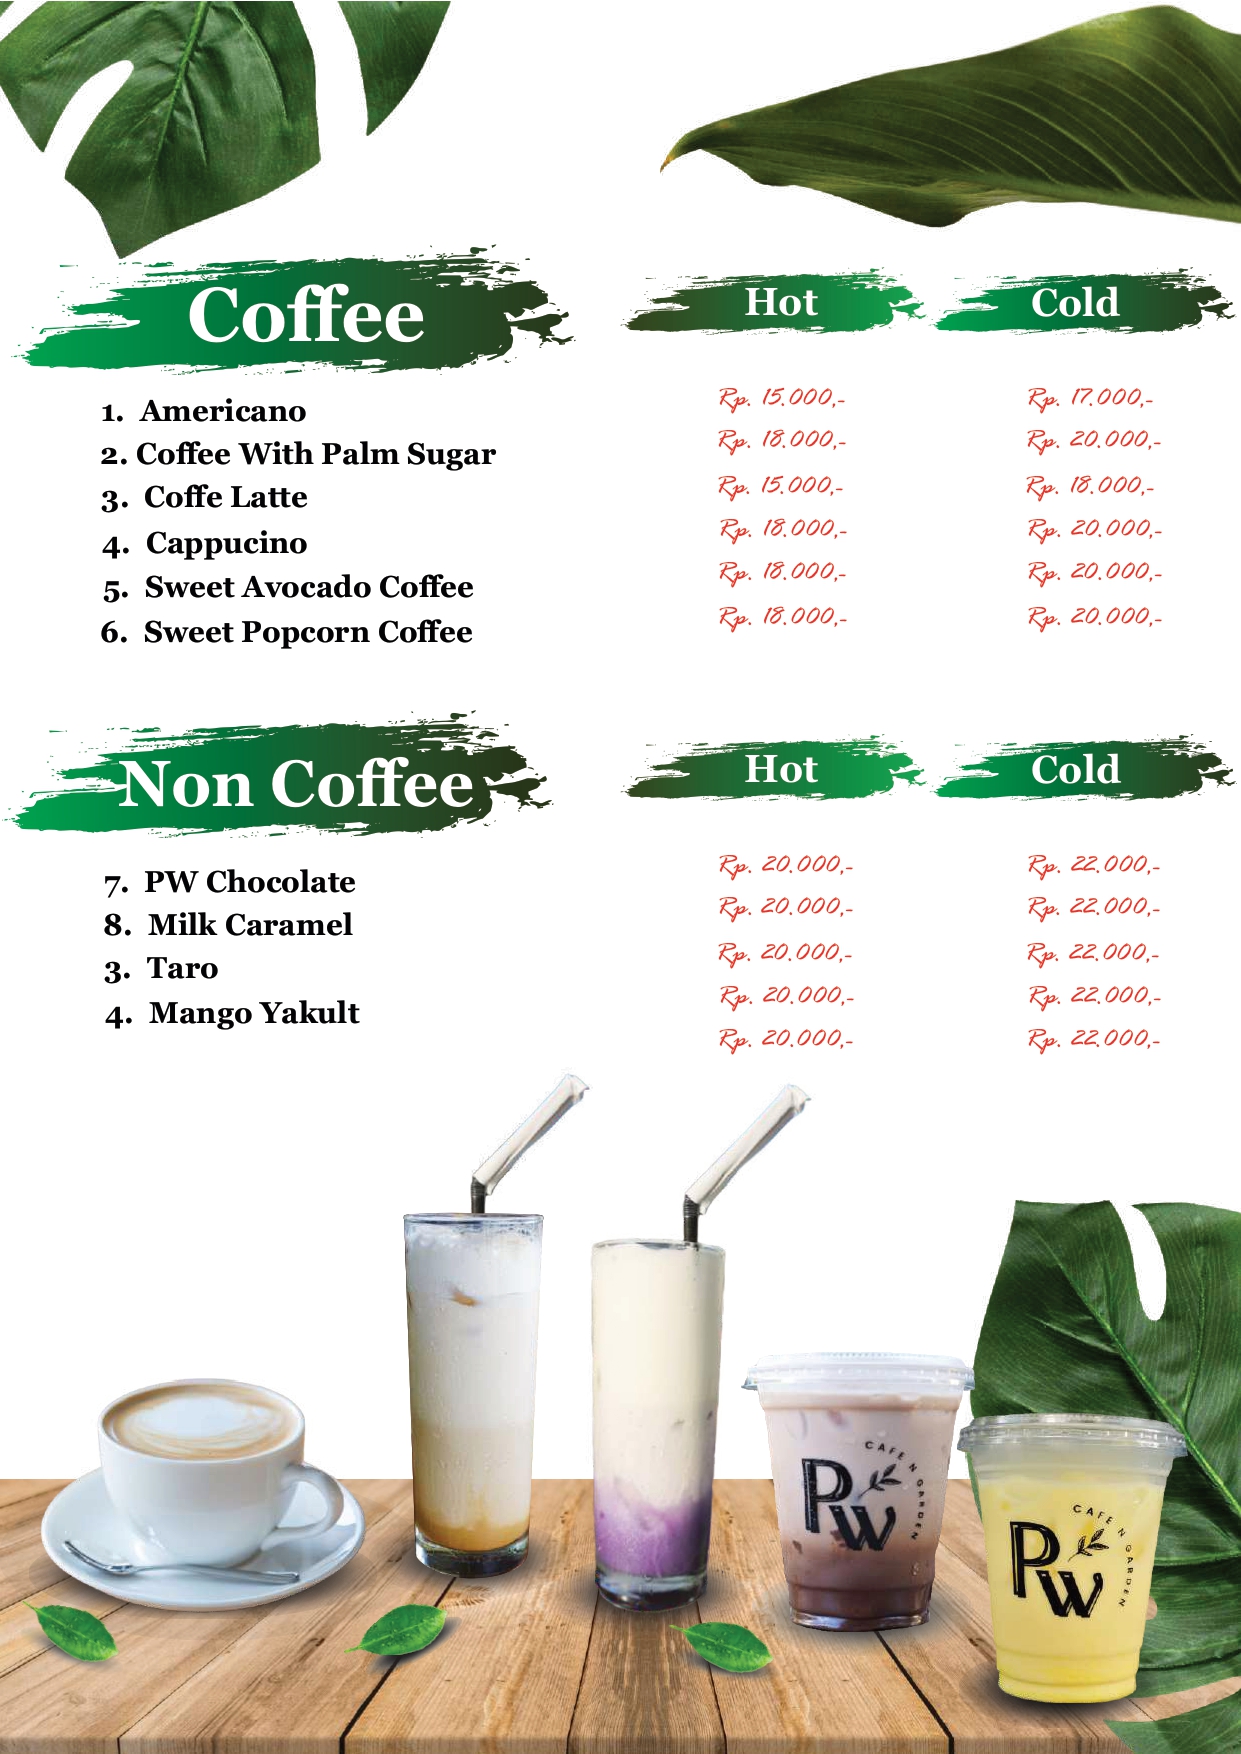 Coffee Hot Cold
1. Americano Rp. 15.000,- Rp. 17.000,-
2. Coffee With Palm Sugar Rp. 18.000,- Rp. 20.000,-
3. Coffe Latte Rp. 15.000,- Rp. 18.000,-
4. Cappucino Rp. 18.000,- Rp. 20.000,-
5. Sweet Avocado Coffee Rp. 18.000,- Rp. 20.000,-
6. Sweet Popcorn Coffee Rp. 18.000,- Rp. 20.000,-
Non Coffee Hot Cold
7. PW Chocolate Rp. 20.000,- Rp. 22.000,-
8. Milk Caramel Rp. 20.000,- Rp. 22.000,-
3. Taro Rp. 20.000,- Rp. 22.000,-
4. Mango Yakult Rp. 20.000,- Rp. 22.000,-
Rp. 20.000,- Rp. 22.000,-
PW CAFE N GARDEN
PW CAFE N GARDEN